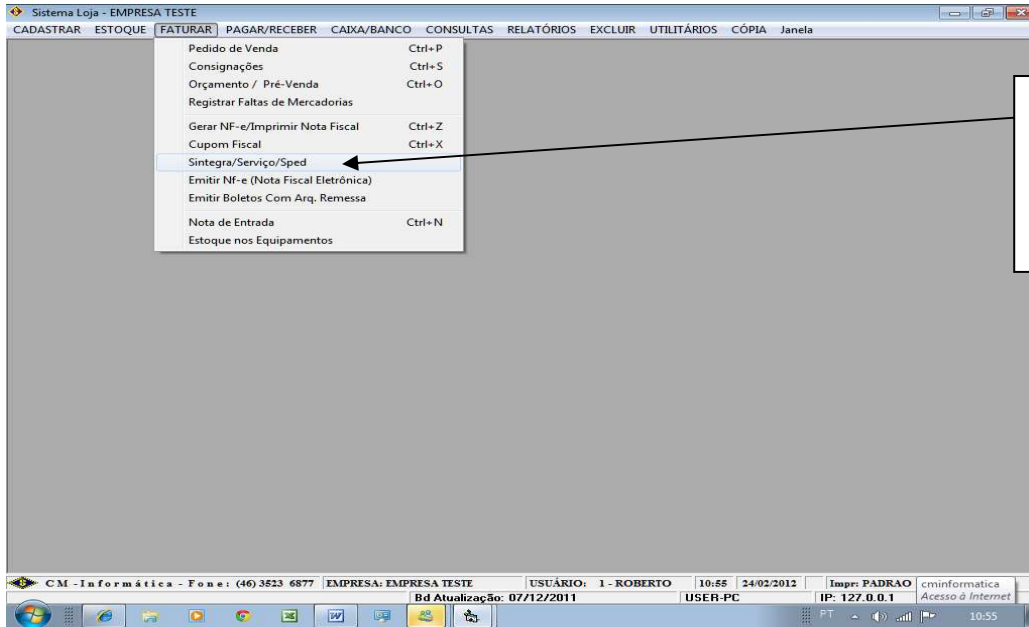 Sistema Loja - EMPRESA TESTE
CADASTRAR ESTOQUE FATURAR PAGAR/RECEBER CAIXA/BANCO CONSULTAS RELATÓRIOS EXCLUIR UTILITÁRIOS CÓPIA Janela
Pedido de Venda Ctrl+P
Consignações Ctrl+S
Orçamento / Pré-Venda Ctrl+O
Registrar Faltas de Mercadorias
Gerar NF-e/Imprimir Nota Fiscal Ctrl+Z
Cupom Fiscal Ctrl+X
Sintegra/Serviço/Sped
Emitir Nf-e (Nota Fiscal Eletrônica)
Emitir Boletos Com Arq. Remessa
Nota de Entrada Ctrl+N
Estoque nos Equipamentos
CM -Informática - Fone: (46) 3523 6877 EMPRESA: EMPRESA TESTE USUÁRIO: 1 - ROBERTO 10:55 24/02/2012 Impr: PADRAO cminformatica
Bd Atualização: 07/12/2011 USER-PC IP: 127.0.0.1 Acesso à Internet
PT 10:55